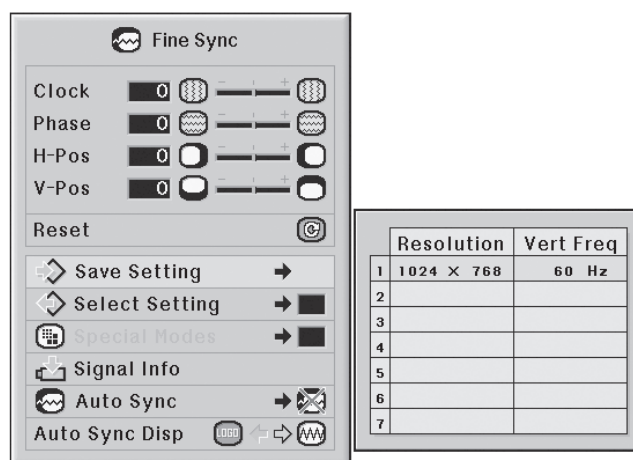 Fine Sync
Clock 0 - +
Phase 0 - +
H-Pos 0 - +
V-Pos 0 - +
Reset
Save Setting
Select Setting
Special Modes
Signal Info
Auto Sync
Auto Sync Disp LOGO
Resolution Vert Freq
1 1024 × 768 60 Hz
2
3
4
5
6
7